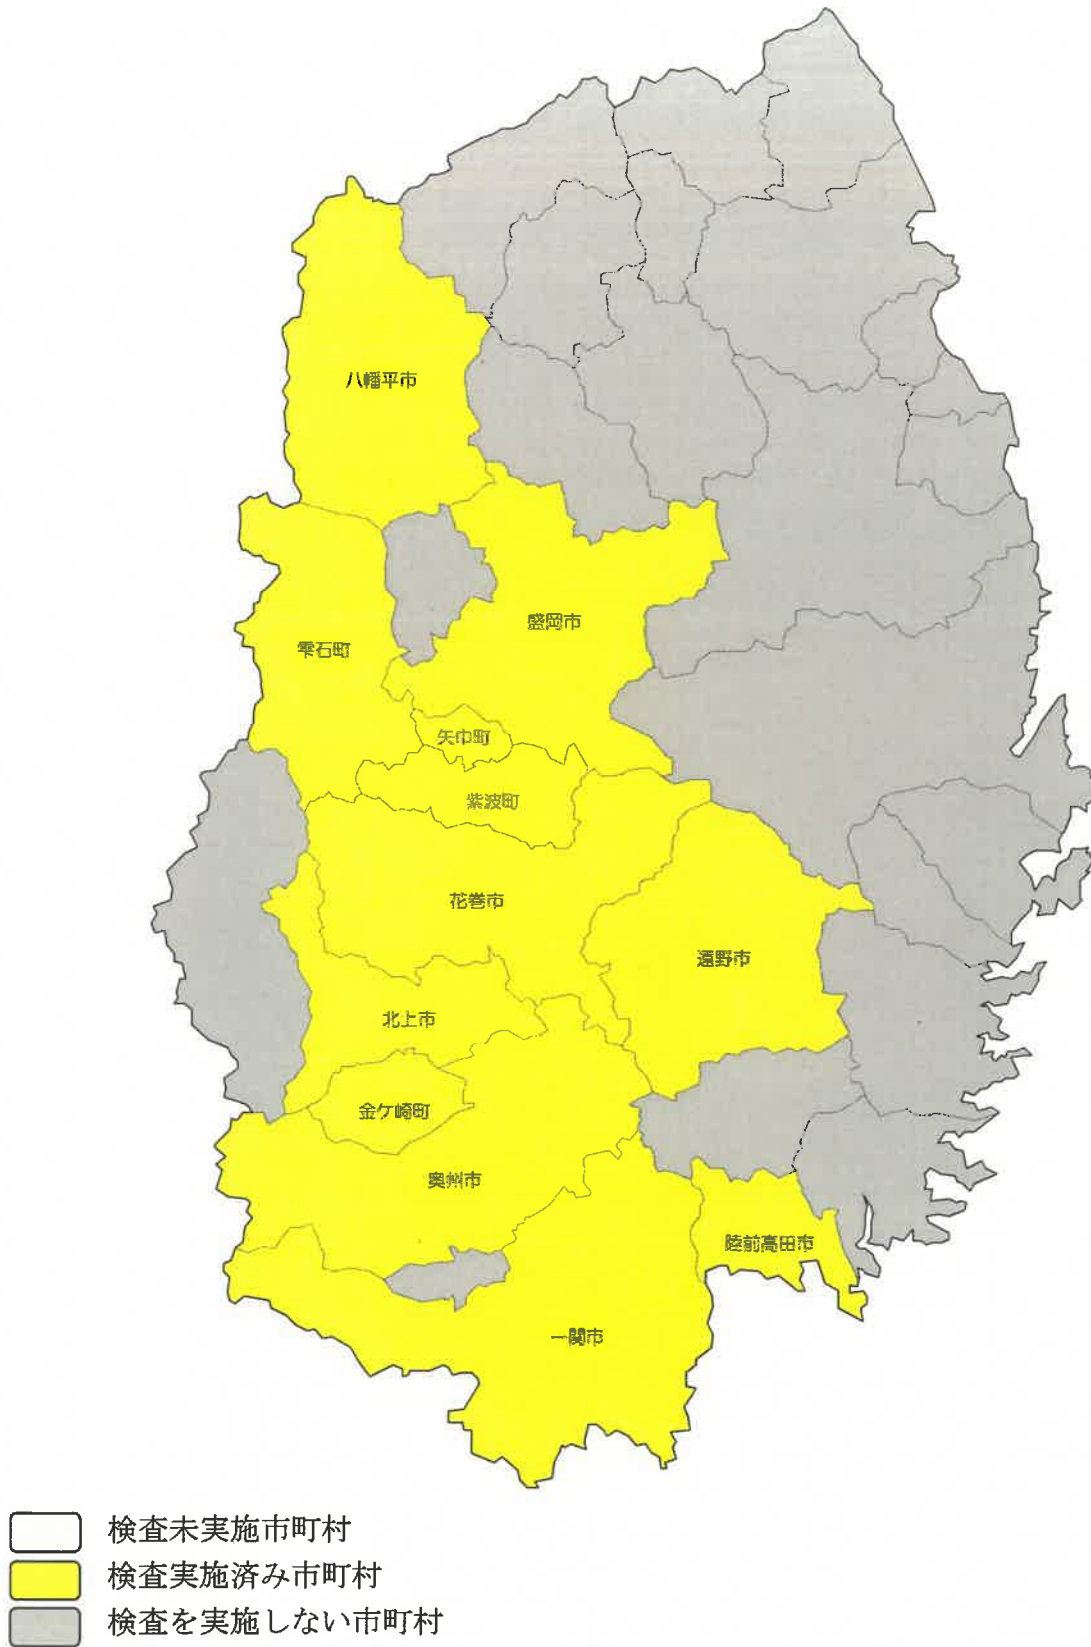 八幡平市
盛岡市
雫石町
矢巾町
紫波町
花巻市
遠野市
北上市
金ケ崎町
奥州市
陸前高田市
一関市
検査未実施市町村
検査実施済み市町村
検査を実施しない市町村